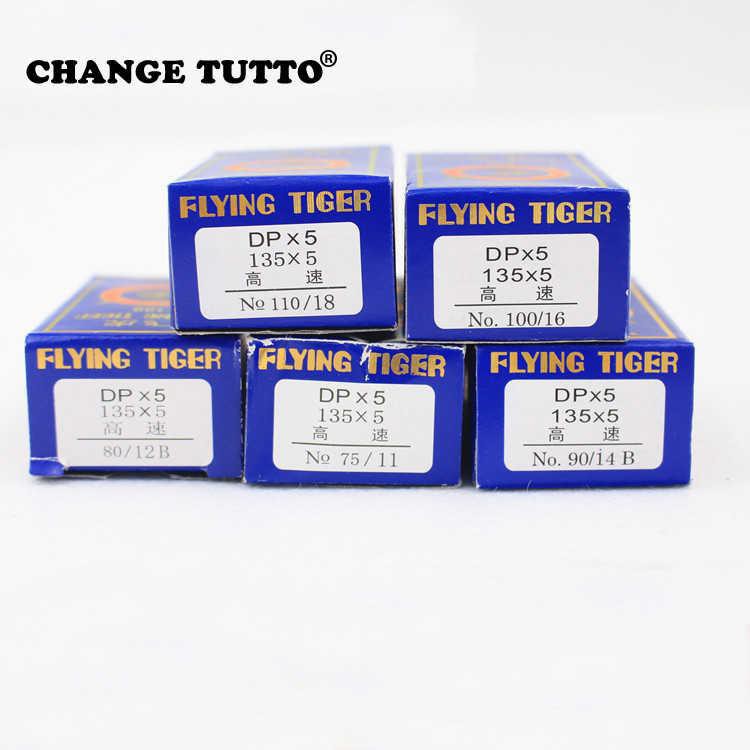 CHANGE TUTTO®
FLYING TIGER
DP×5
135×5
高 速
№ 110/18
FLYING TIGER
DP×5
135×5
高 速
No. 100/16
FLYING TIGER
DP×5
135×5
高 速
80/12B
FLYING TIGER
DP×5
135×5
高 速
№ 75/11
FLYING TIGER
DP×5
135×5
高 速
No. 90/14B